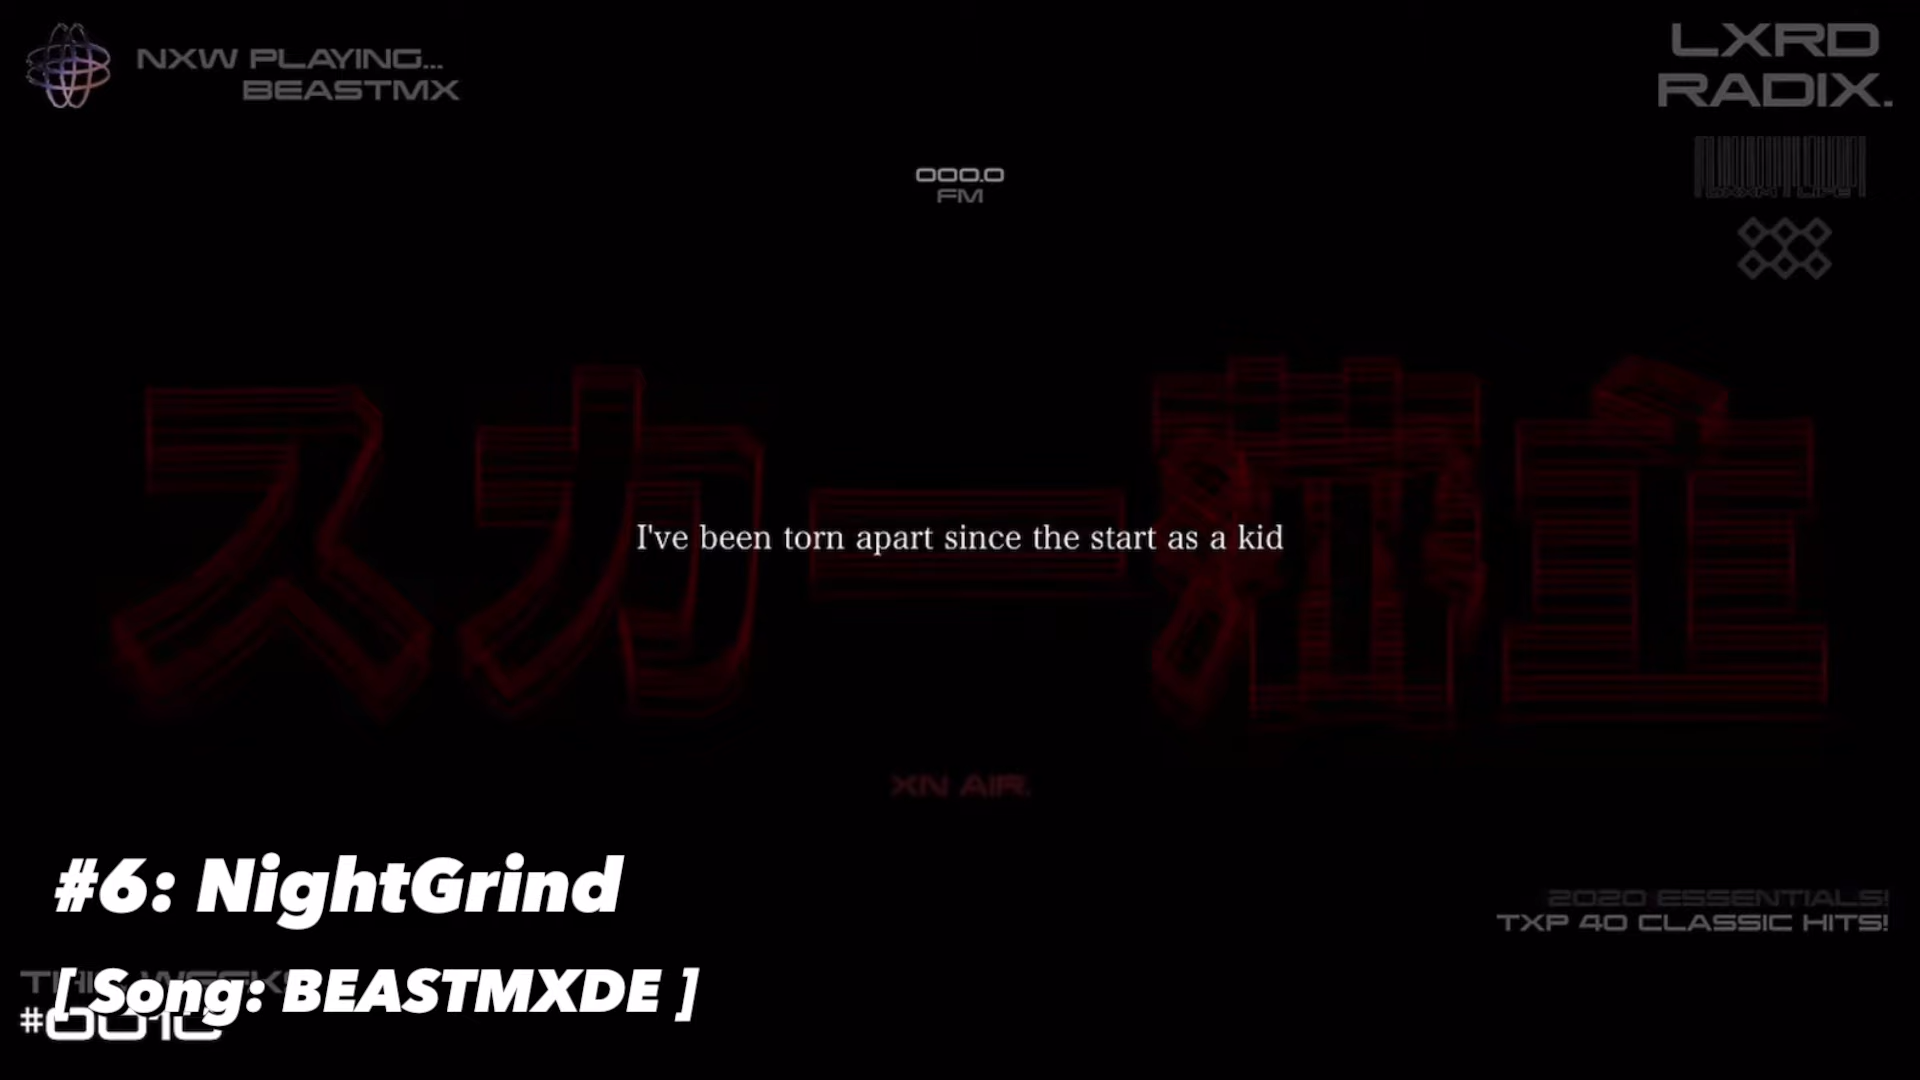 NXW PLAYING...
BEASTMX
LXRD
RADIX.
000.0
FM
I've been torn apart since the start as a kid
XN AIR.
#6: NightGrind
2020 ESSENTIALS!
TXP 40 CLASSIC HITS!
[ Song: BEASTMXDE ]